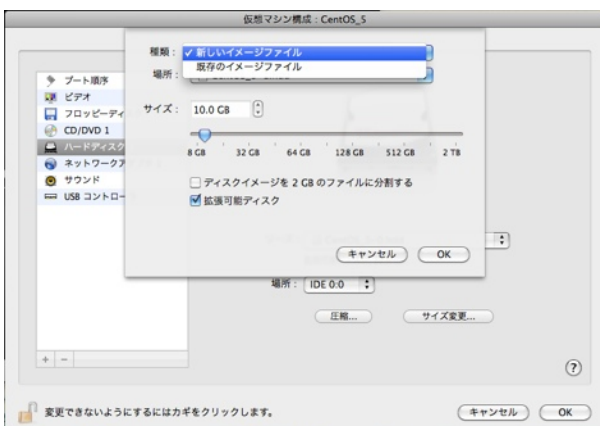 仮想マシン構成：CentOS_S
種類：
✓ 新しいイメージファイル
既存のイメージファイル
場所：
サイズ： 10.0 GB
8 GB 32 GB 64 GB 128 GB 512 GB 2 TB
ディスクイメージを 2 GB のファイルに分割する
拡張可能ディスク
キャンセル OK
ブート順序
ビデオ
フロッピーディ
CD/DVD 1
ハードディスク
ネットワークア
サウンド
USB コントロー
場所： IDE 0:0
圧縮... サイズ変更...
+ −
?
変更できないようにするにはカギをクリックします。
キャンセル OK